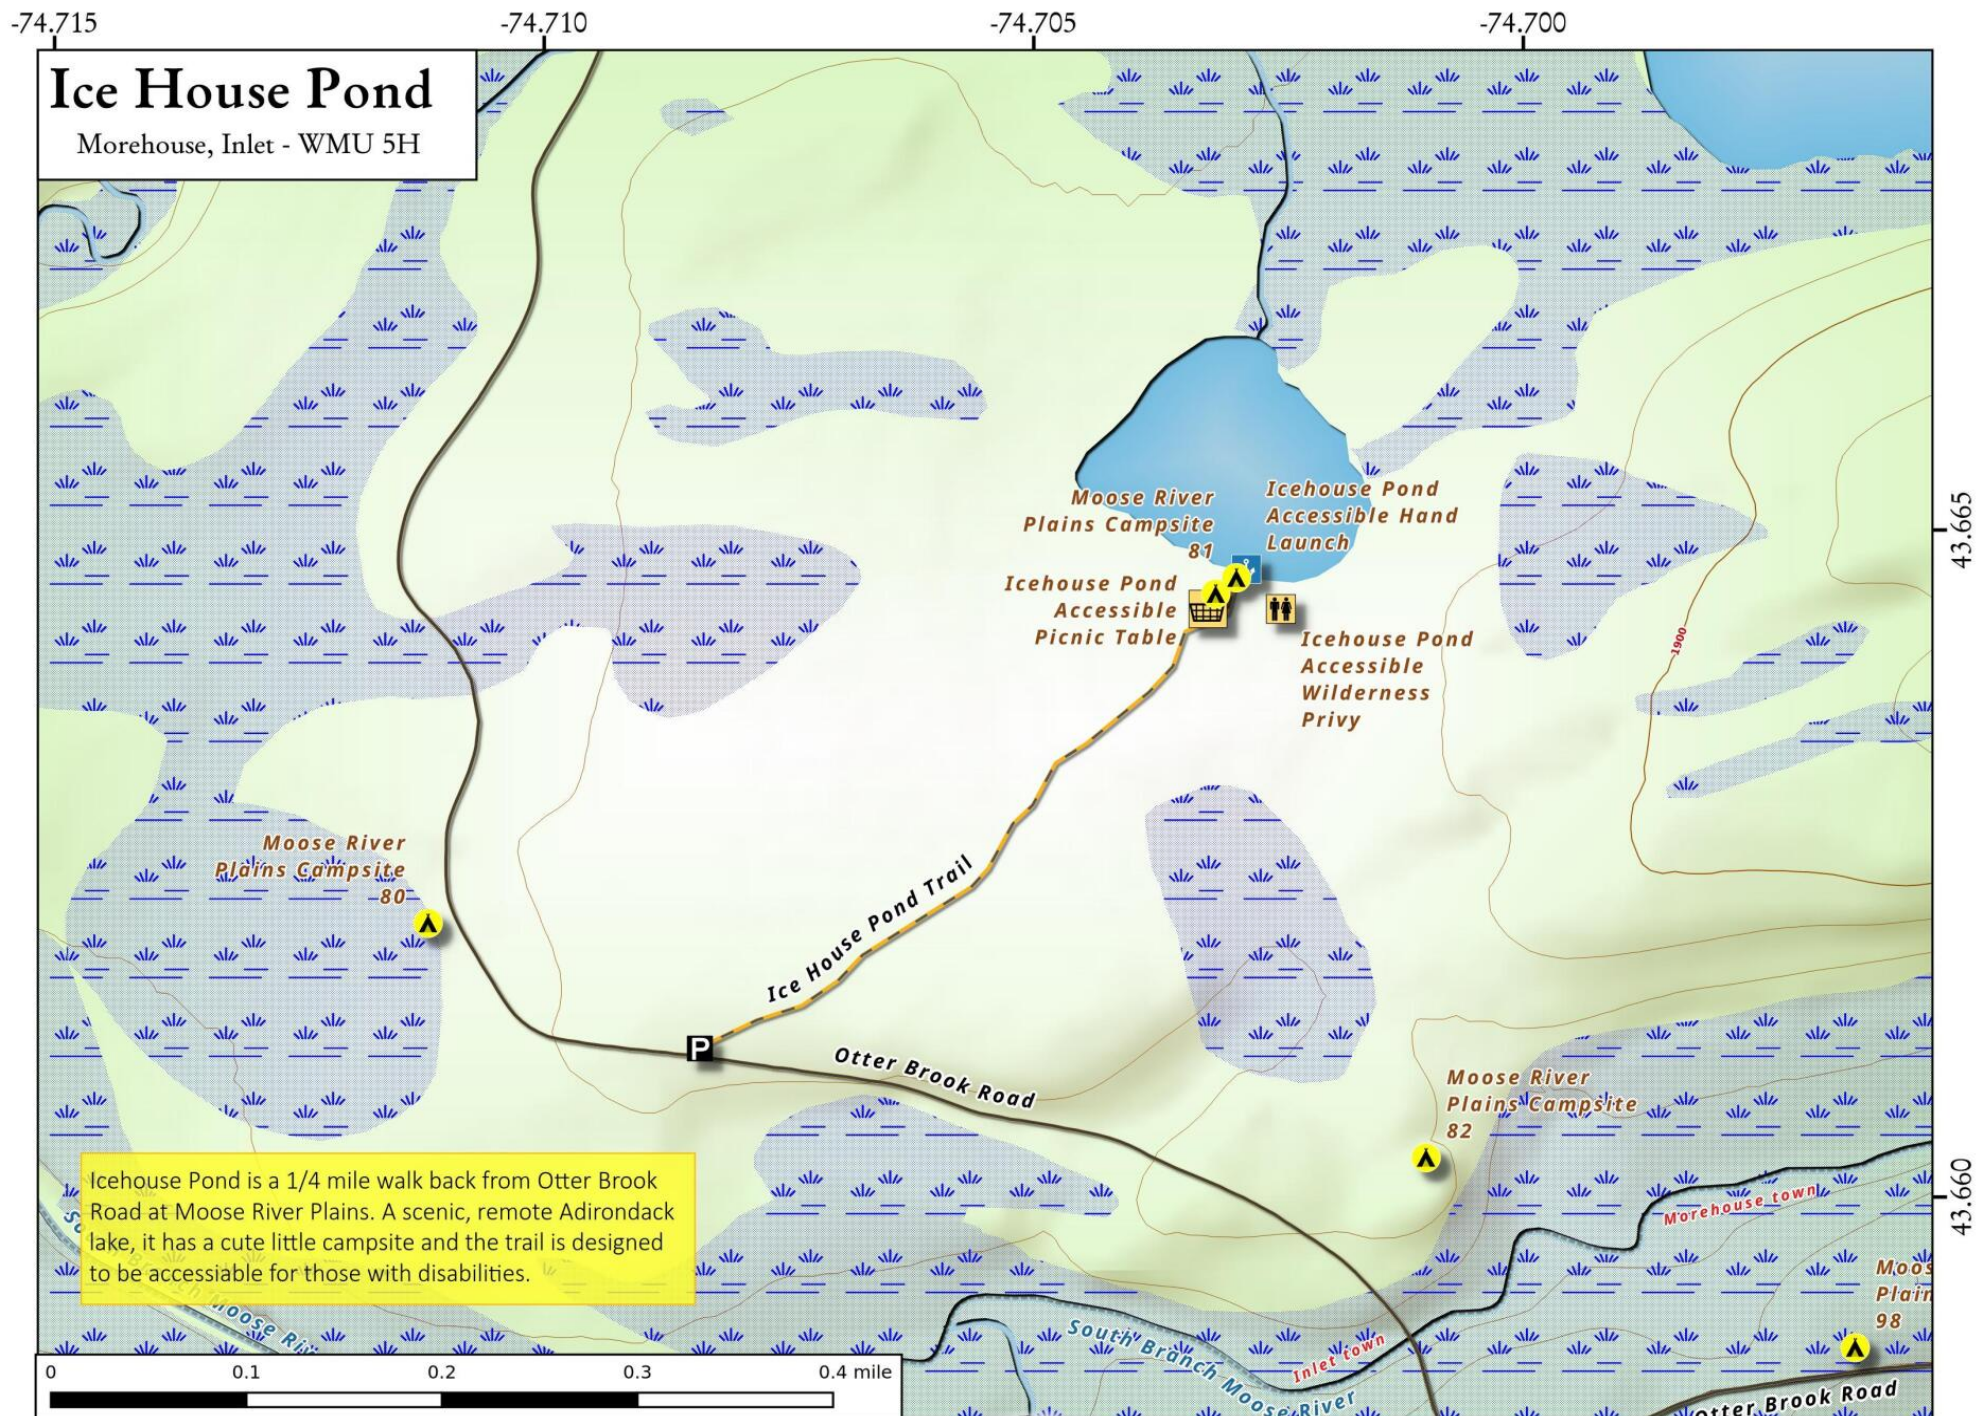 -74.715
-74.710
-74.705
-74.700
Ice House Pond
Morehouse, Inlet - WMU 5H
43.665
Moose River
Plains Campsite
81
Icehouse Pond
Accessible Hand
Launch
Icehouse Pond
Accessible
Picnic Table
Icehouse Pond
Accessible
Wilderness
Privy
1900
Moose River
Plains Campsite
80
Ice House Pond Trail
P
Otter Brook Road
Moose River
Plains Campsite
82
43.660
Morehouse town
Icehouse Pond is a 1/4 mile walk back from Otter Brook
Road at Moose River Plains. A scenic, remote Adirondack
lake, it has a cute little campsite and the trail is designed
to be accessiable for those with disabilities.
South Branch Moose Riv
Moos
Plain
98
South Branch Moose River
Inlet town
Otter Brook Road
0 0.1 0.2 0.3 0.4 mile